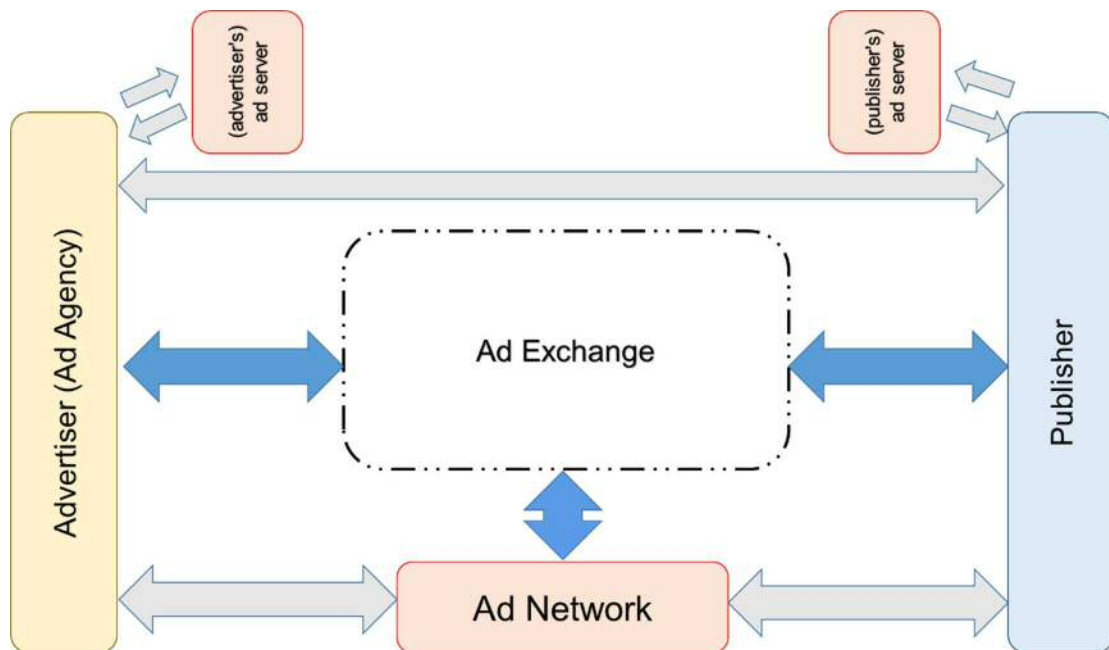 (advertiser's)
ad server
(publisher's)
ad server
Advertiser (Ad Agency)
Ad Exchange
Publisher
Ad Network